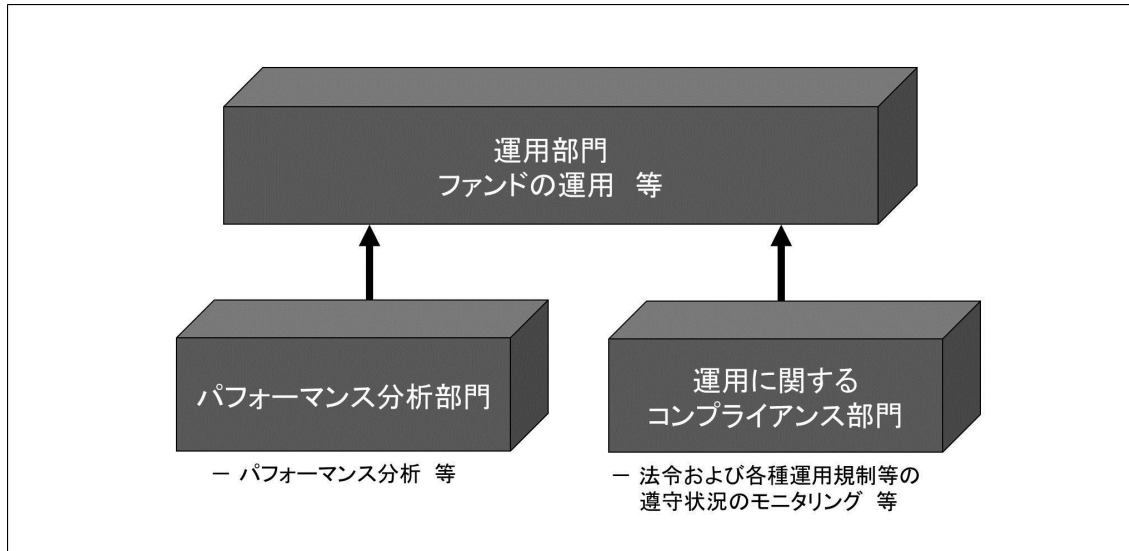 運用部門
ファンドの運用 等
パフォーマンス分析部門
－ パフォーマンス分析 等
運用に関する
コンプライアンス部門
－ 法令および各種運用規制等の
遵守状況のモニタリング 等